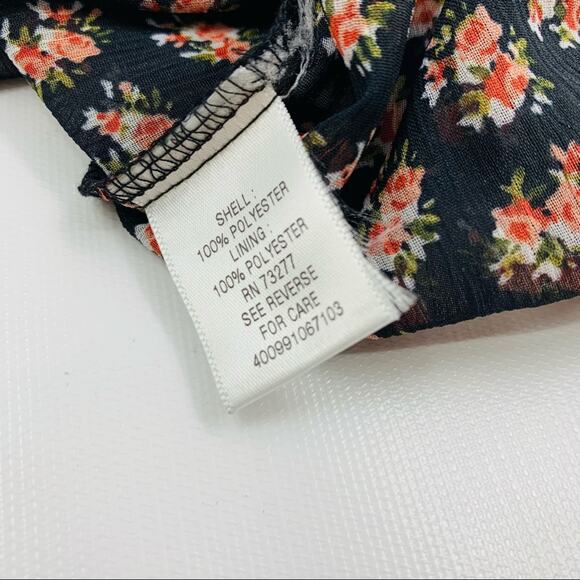 SHELL :
100% POLYESTER
LINING :
100% POLYESTER
RN 73277
SEE REVERSE
FOR CARE
400991067103